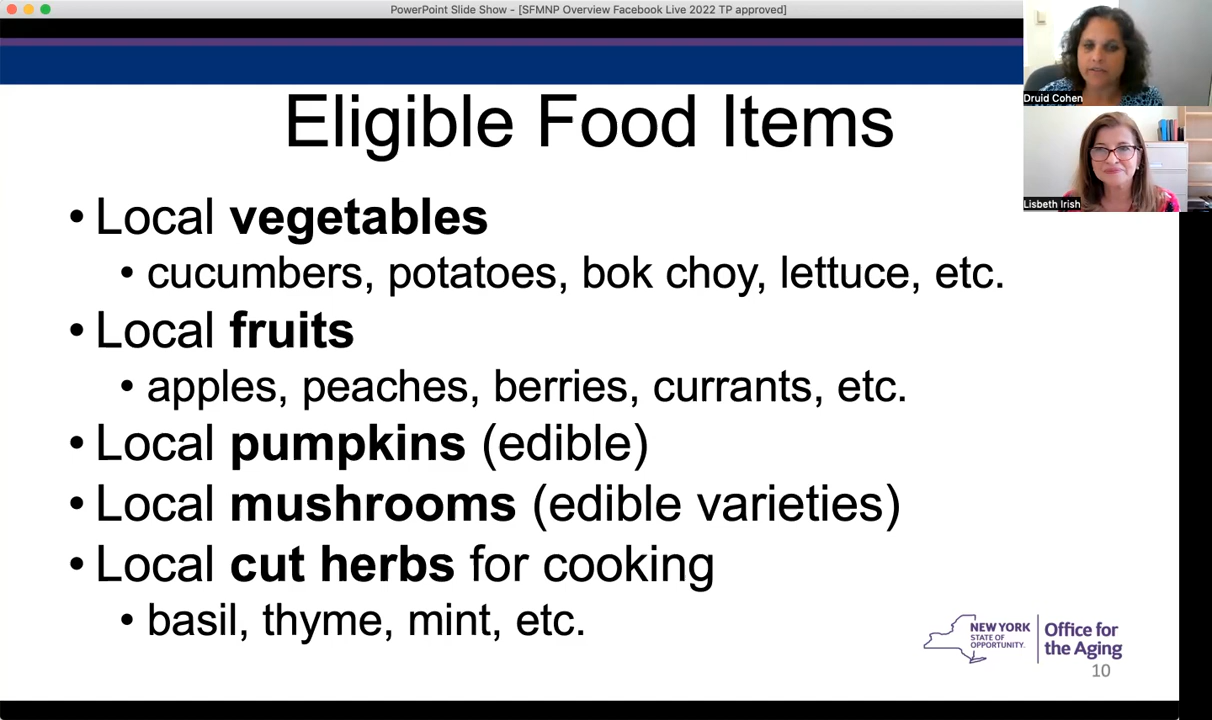 PowerPoint Slide Show - [SFMNP Overview Facebook Live 2022 TP approved]
Druid Cohen
Lisbeth Irish
Eligible Food Items
• Local vegetables
• cucumbers, potatoes, bok choy, lettuce, etc.
• Local fruits
• apples, peaches, berries, currants, etc.
• Local pumpkins (edible)
• Local mushrooms (edible varieties)
• Local cut herbs for cooking
• basil, thyme, mint, etc.
NEW YORK
STATE OF
OPPORTUNITY.
Office for
the Aging
10